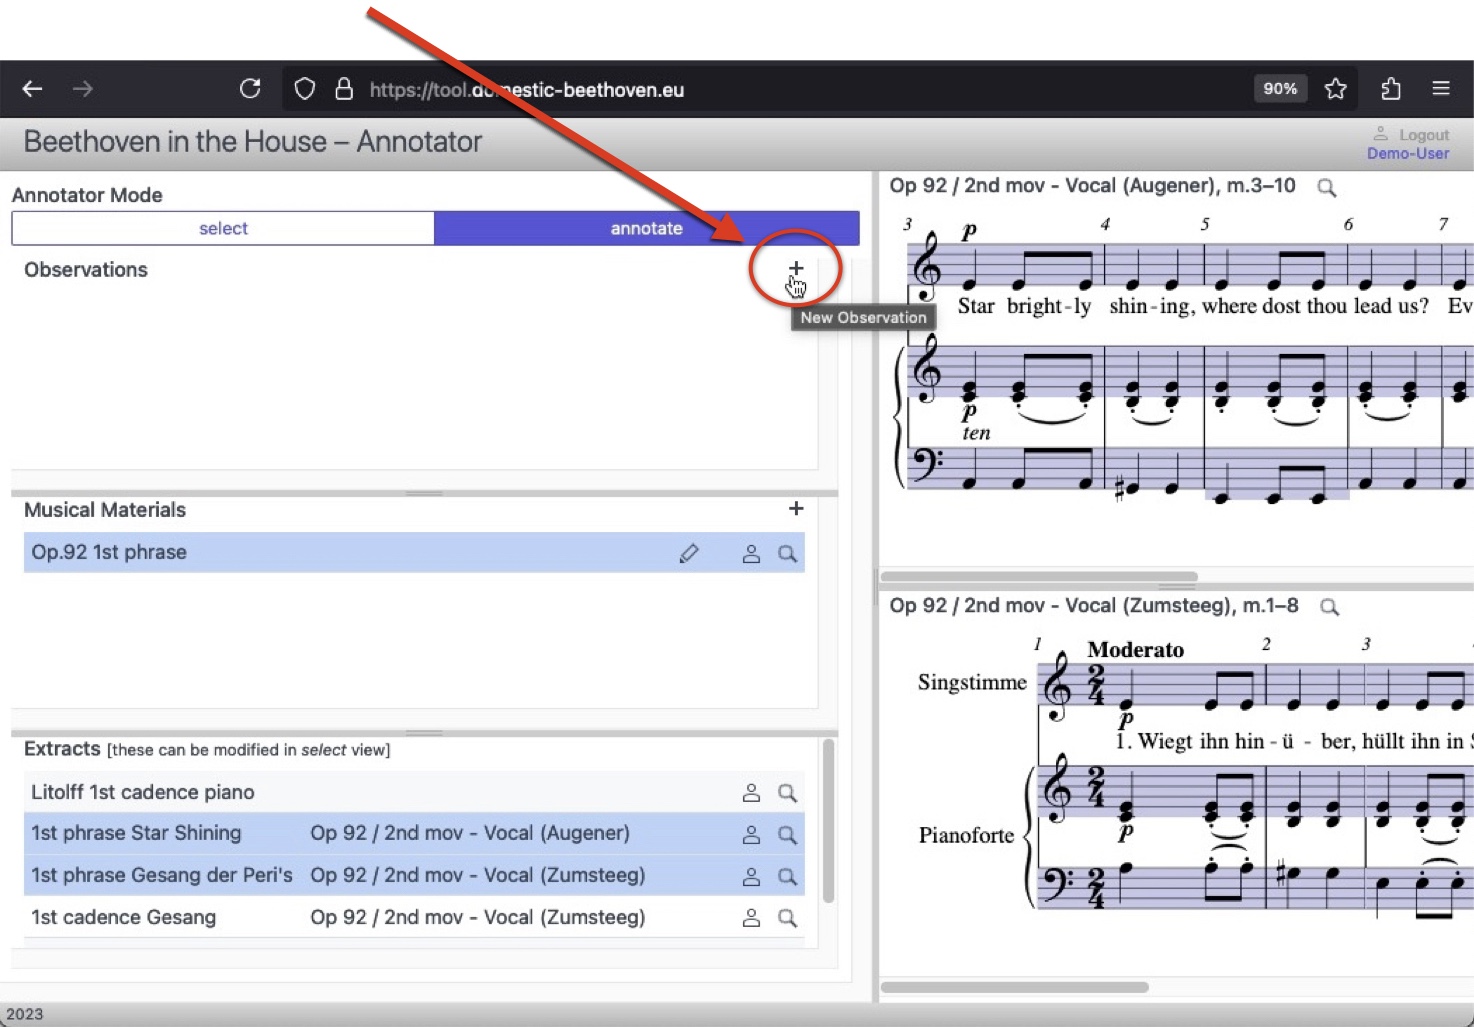 https://tool.domestic-beethoven.eu
90%
Beethoven in the House – Annotator
Logout
Demo-User
Annotator Mode
select
annotate
Observations
+
New Observation
Musical Materials
+
Op.92 1st phrase
Extracts [these can be modified in select view]
Litolff 1st cadence piano
1st phrase Star Shining Op 92 / 2nd mov - Vocal (Augener)
1st phrase Gesang der Peri's Op 92 / 2nd mov - Vocal (Zumsteeg)
1st cadence Gesang Op 92 / 2nd mov - Vocal (Zumsteeg)
Op 92 / 2nd mov - Vocal (Augener), m.3–10
3 4 5 6 7
p
Star bright-ly shin-ing, where dost thou lead us? Ev
p
ten
Op 92 / 2nd mov - Vocal (Zumsteeg), m.1–8
1 Moderato 2 3
Singstimme
2
4
p
1. Wiegt ihn hin - ü - ber, hüllt ihn in
Pianoforte
2
4
p
2
4
2023